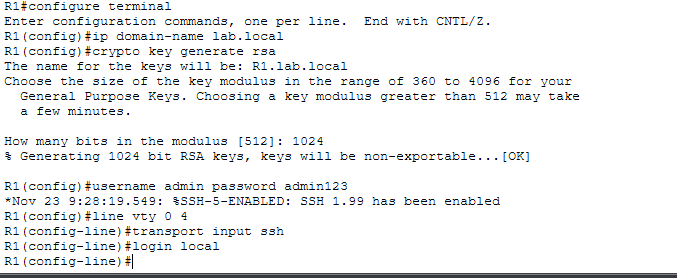 R1#configure terminal
Enter configuration commands, one per line.  End with CNTL/Z.
R1(config)#ip domain-name lab.local
R1(config)#crypto key generate rsa
The name for the keys will be: R1.lab.local
Choose the size of the key modulus in the range of 360 to 4096 for your
  General Purpose Keys. Choosing a key modulus greater than 512 may take
  a few minutes.

How many bits in the modulus [512]: 1024
% Generating 1024 bit RSA keys, keys will be non-exportable...[OK]

R1(config)#username admin password admin123
*Nov 23 9:28:19.549: %SSH-5-ENABLED: SSH 1.99 has been enabled
R1(config)#line vty 0 4
R1(config-line)#transport input ssh
R1(config-line)#login local
R1(config-line)#